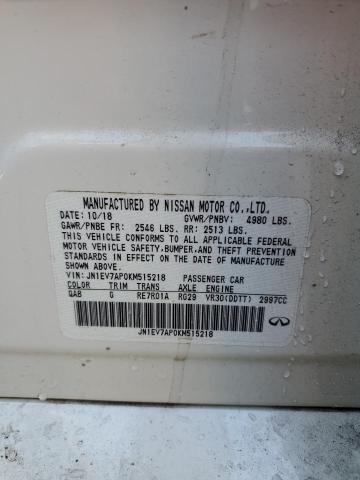 MANUFACTURED BY NISSAN MOTOR CO.,LTD.
DATE: 10/18 GVWR/PNBV: 4980 LBS.
GAWR/PNBE FR: 2546 LBS. RR: 2513 LBS.
THIS VEHICLE CONFORMS TO ALL APPLICABLE FEDERAL
MOTOR VEHICLE SAFETY,BUMPER,AND THEFT PREVENTION
STANDARDS IN EFFECT ON THE DATE OF MANUFACTURE
SHOWN ABOVE.
VIN: JN1EV7AP0KM515218 PASSENGER CAR
COLOR TRIM TRANS AXLE ENGINE
QAB G RE7R01A RG29 VR30(DDTT) 2997CC
JN1EV7AP0KM515218
INFINITI